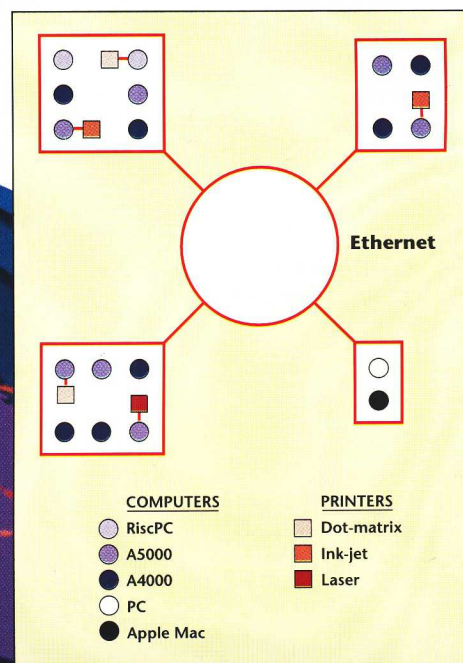 Ethernet
COMPUTERS
RiscPC
A5000
A4000
PC
Apple Mac
PRINTERS
Dot-matrix
Ink-jet
Laser